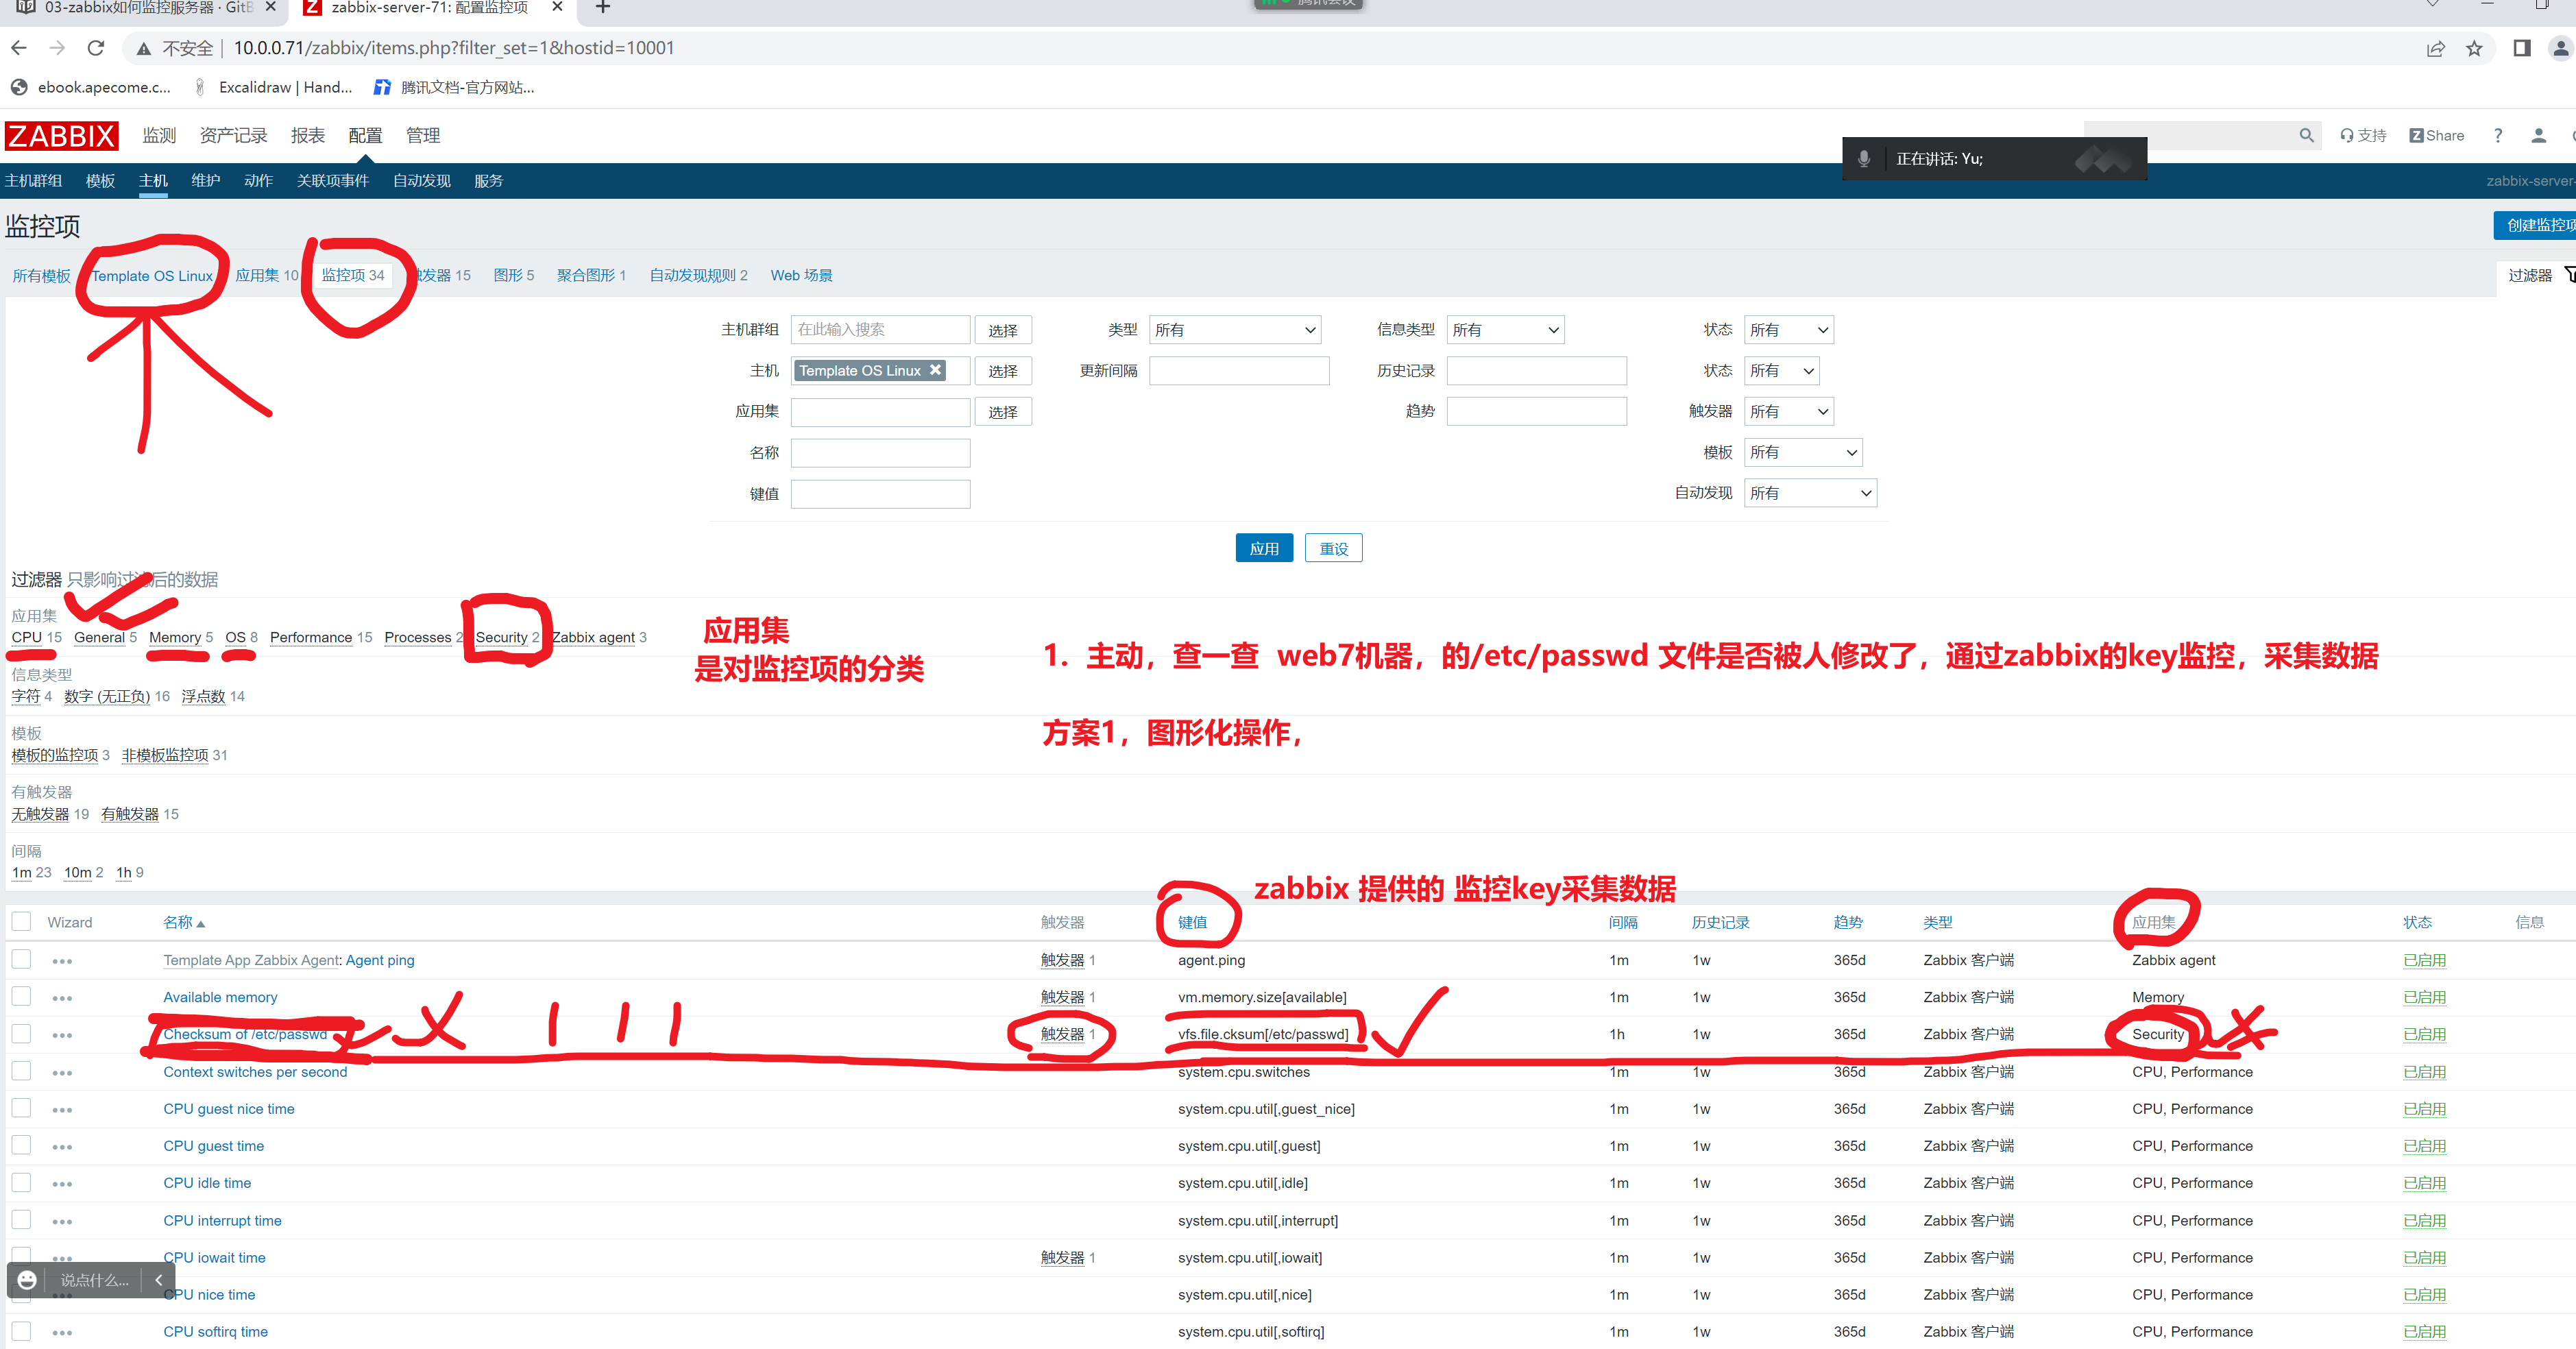 03-zabbix如何监控服务器 · GitB
zabbix-server-71: 配置监控项
腾讯会议
不安全 10.0.0.71/zabbix/items.php?filter_set=1&hostid=10001
ebook.apecome.c... Excalidraw | Hand... 腾讯文档-官方网站...
ZABBIX 监测 资产记录 报表 配置 管理 支持 Z Share ?
正在讲话: Yu;
主机群组 模板 主机 维护 动作 关联项事件 自动发现 服务 zabbix-server-
监控项 创建监控项
所有模板 Template OS Linux 应用集 10 监控项 34 触发器 15 图形 5 聚合图形 1 自动发现规则 2 Web 场景 过滤器
主机群组 在此输入搜索 选择 类型 所有 信息类型 所有 状态 所有
主机 Template OS Linux 选择 更新间隔 历史记录 状态 所有
应用集 选择 趋势 触发器 所有
名称 模板 所有
键值 自动发现 所有
应用 重设
过滤器 只影响过滤后的数据
应用集
CPU 15 General 5 Memory 5 OS 8 Performance 15 Processes 2 Security 2 Zabbix agent 3
应用集
是对监控项的分类
1. 主动，查一查 web7机器，的/etc/passwd 文件是否被人修改了，通过zabbix的key监控，采集数据
信息类型
字符 4 数字 (无正负) 16 浮点数 14
方案1，图形化操作，
模板
模板的监控项 3 非模板监控项 31
有触发器
无触发器 19 有触发器 15
间隔
1m 23 10m 2 1h 9
zabbix 提供的 监控key采集数据
Wizard 名称 触发器 键值 间隔 历史记录 趋势 类型 应用集 状态 信息
Template App Zabbix Agent: Agent ping 触发器 1 agent.ping 1m 1w 365d Zabbix 客户端 Zabbix agent 已启用
Available memory 触发器 1 vm.memory.size[available] 1m 1w 365d Zabbix 客户端 Memory 已启用
Checksum of /etc/passwd 触发器 1 vfs.file.cksum[/etc/passwd] 1h 1w 365d Zabbix 客户端 Security 已启用
Context switches per second system.cpu.switches 1m 1w 365d Zabbix 客户端 CPU, Performance 已启用
CPU guest nice time system.cpu.util[,guest_nice] 1m 1w 365d Zabbix 客户端 CPU, Performance 已启用
CPU guest time system.cpu.util[,guest] 1m 1w 365d Zabbix 客户端 CPU, Performance 已启用
CPU idle time system.cpu.util[,idle] 1m 1w 365d Zabbix 客户端 CPU, Performance 已启用
CPU interrupt time system.cpu.util[,interrupt] 1m 1w 365d Zabbix 客户端 CPU, Performance 已启用
CPU iowait time 触发器 1 system.cpu.util[,iowait] 1m 1w 365d Zabbix 客户端 CPU, Performance 已启用
说点什么...
CPU nice time system.cpu.util[,nice] 1m 1w 365d Zabbix 客户端 CPU, Performance 已启用
CPU softirq time system.cpu.util[,softirq] 1m 1w 365d Zabbix 客户端 CPU, Performance 已启用